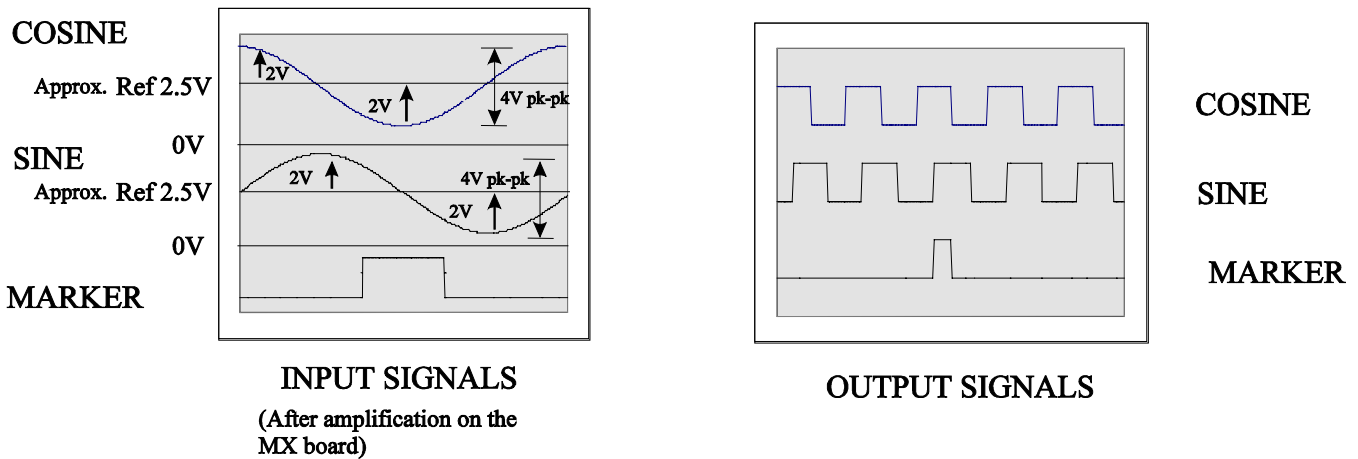 COSINE
2V
Approx. Ref 2.5V
2V
4V pk-pk
0V
SINE
2V
4V pk-pk
Approx. Ref 2.5V
2V
0V
MARKER
INPUT SIGNALS
(After amplification on the
MX board)
COSINE
SINE
MARKER
OUTPUT SIGNALS